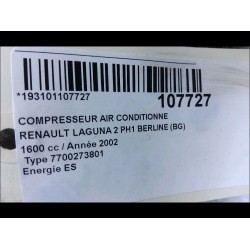 *193101107727
107727
COMPRESSEUR AIR CONDITIONNE
RENAULT LAGUNA 2 PH1 BERLINE (BG)
1600 cc / Année 2002
Type 7700273801
Energie ES